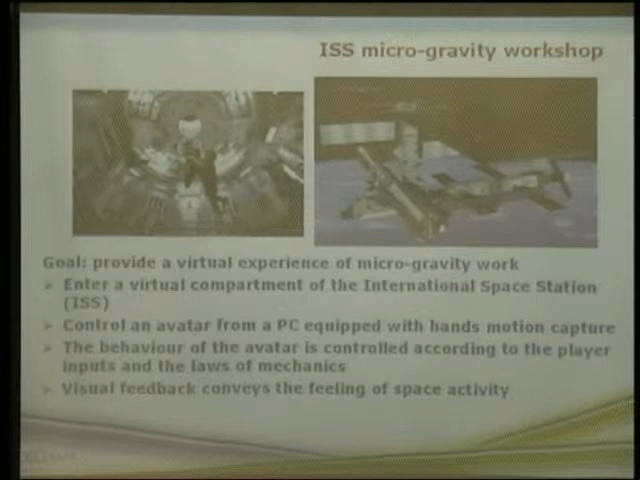 ISS micro-gravity workshop
Goal: provide a virtual experience of micro-gravity work
➢ Enter a virtual compartment of the International Space Station
(ISS)
➢ Control an avatar from a PC equipped with hands motion capture
➢ The behaviour of the avatar is controlled according to the player
inputs and the laws of mechanics
➢ Visual feedback conveys the feeling of space activity